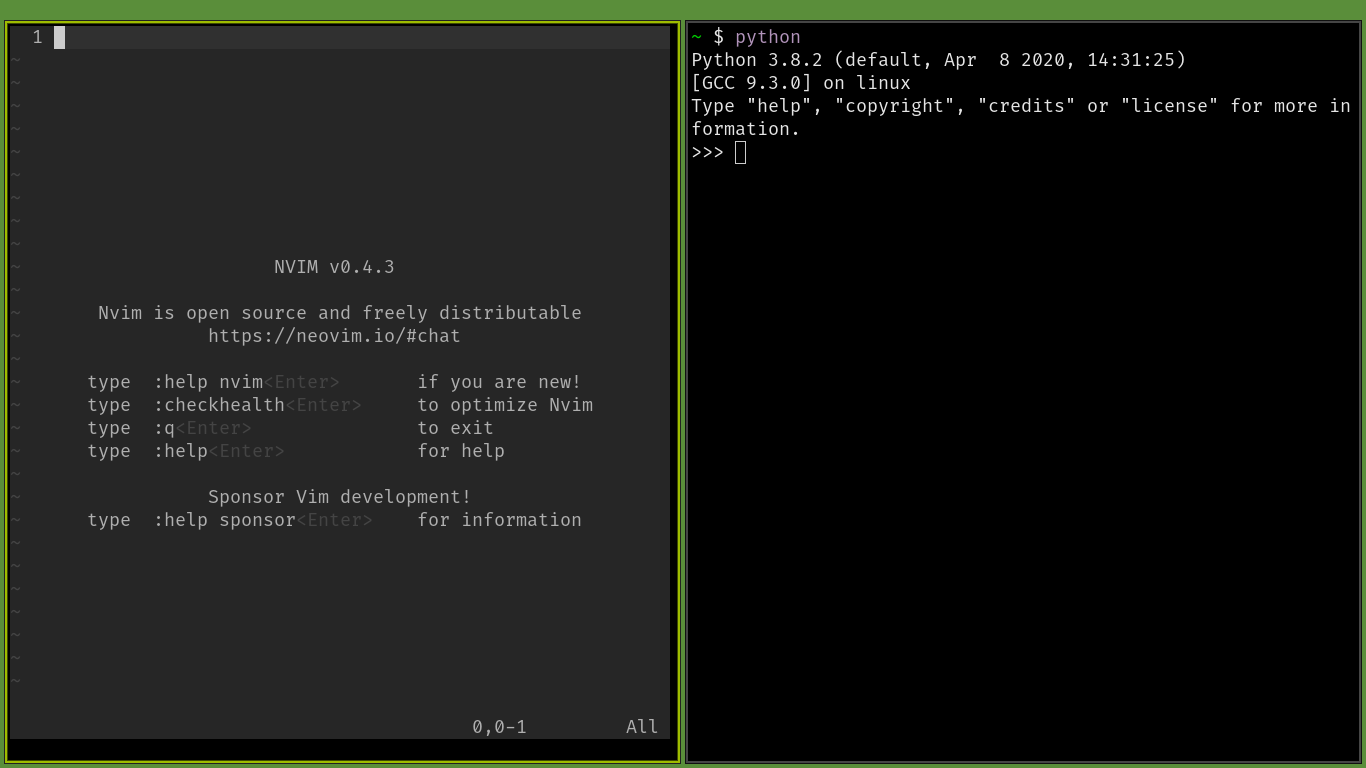 1
~
~
~
~
~
~
~
~
~
~ NVIM v0.4.3
~
~ Nvim is open source and freely distributable
~ https://neovim.io/#chat
~
~ type :help nvim<Enter> if you are new!
~ type :checkhealth<Enter> to optimize Nvim
~ type :q<Enter> to exit
~ type :help<Enter> for help
~
~ Sponsor Vim development!
~ type :help sponsor<Enter> for information
~
~
~
~
~
~
~
0,0-1 All
~ $ python
Python 3.8.2 (default, Apr  8 2020, 14:31:25)
[GCC 9.3.0] on linux
Type "help", "copyright", "credits" or "license" for more in
formation.
>>>